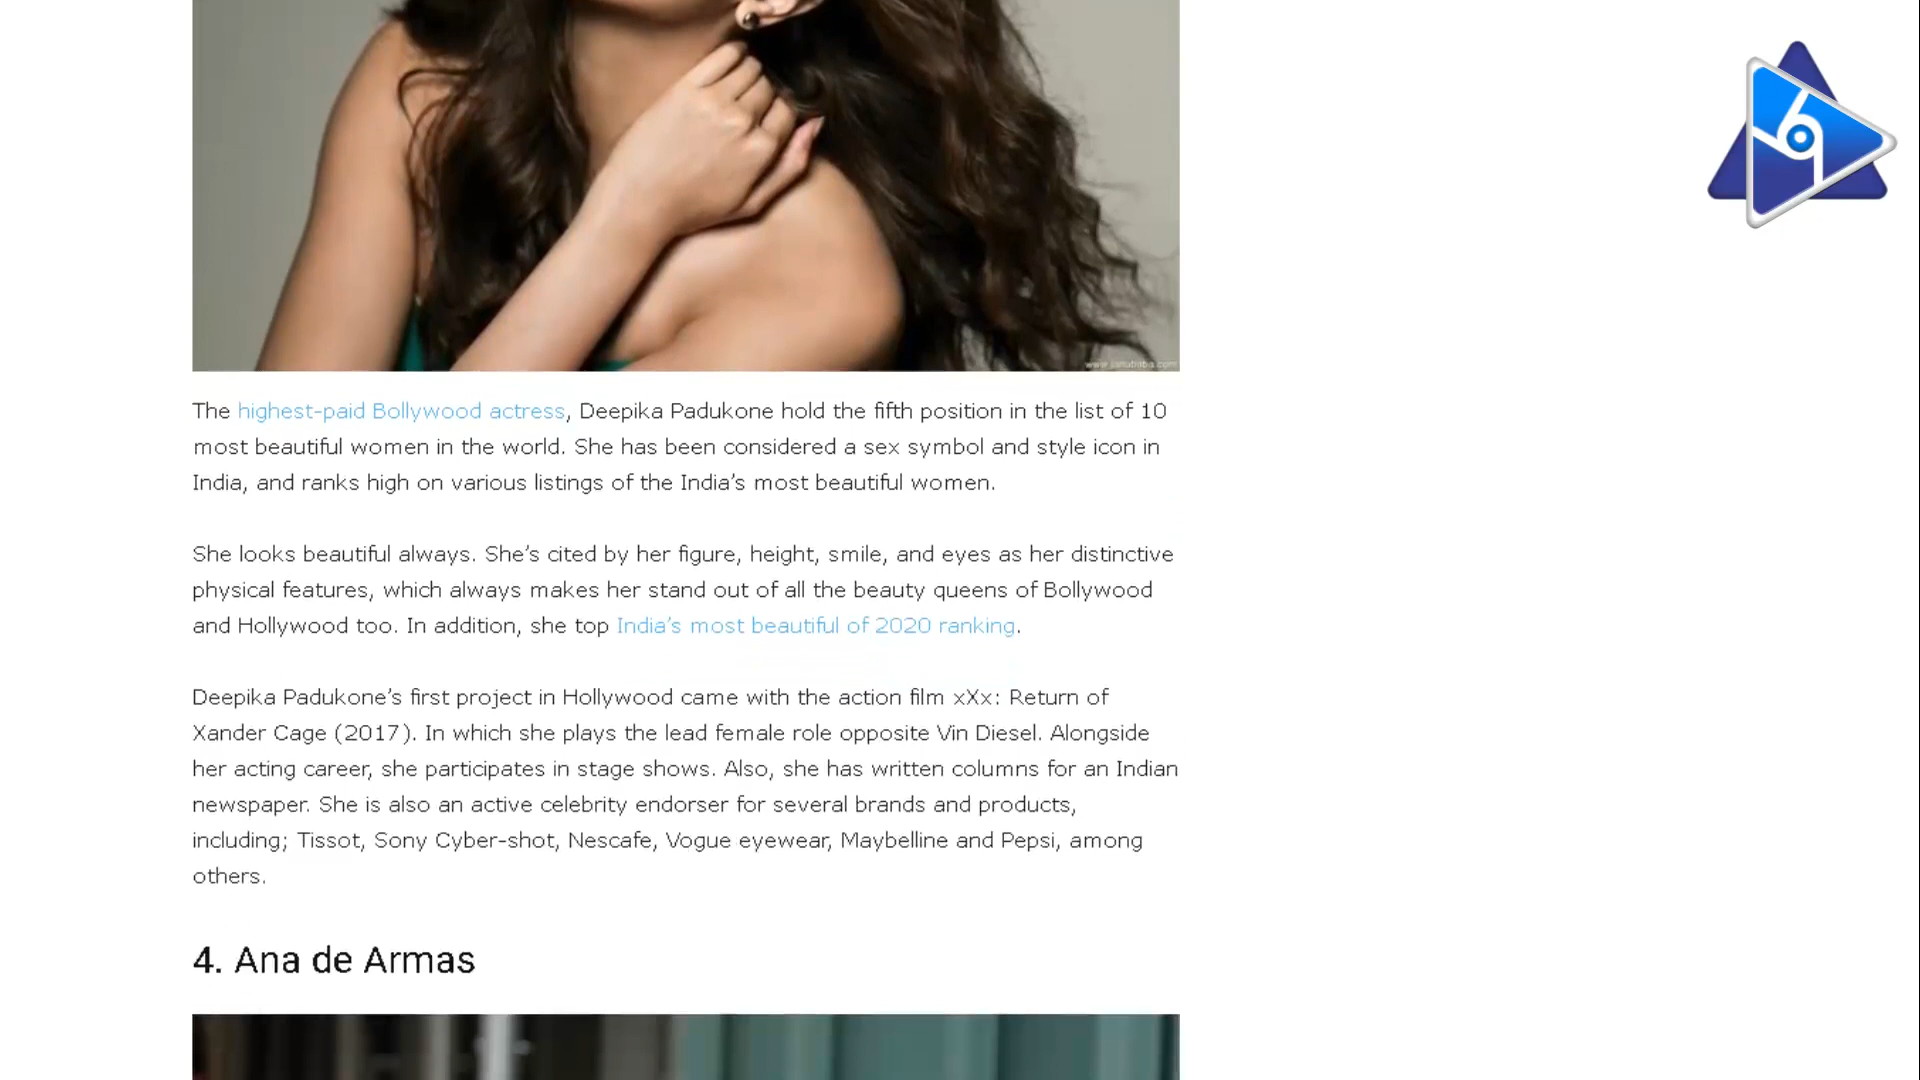 www.janubaba.com
The highest-paid Bollywood actress, Deepika Padukone hold the fifth position in the list of 10
most beautiful women in the world. She has been considered a sex symbol and style icon in
India, and ranks high on various listings of the India’s most beautiful women.
She looks beautiful always. She’s cited by her figure, height, smile, and eyes as her distinctive
physical features, which always makes her stand out of all the beauty queens of Bollywood
and Hollywood too. In addition, she top India’s most beautiful of 2020 ranking.
Deepika Padukone’s first project in Hollywood came with the action film xXx: Return of
Xander Cage (2017). In which she plays the lead female role opposite Vin Diesel. Alongside
her acting career, she participates in stage shows. Also, she has written columns for an Indian
newspaper. She is also an active celebrity endorser for several brands and products,
including; Tissot, Sony Cyber-shot, Nescafe, Vogue eyewear, Maybelline and Pepsi, among
others.
4. Ana de Armas